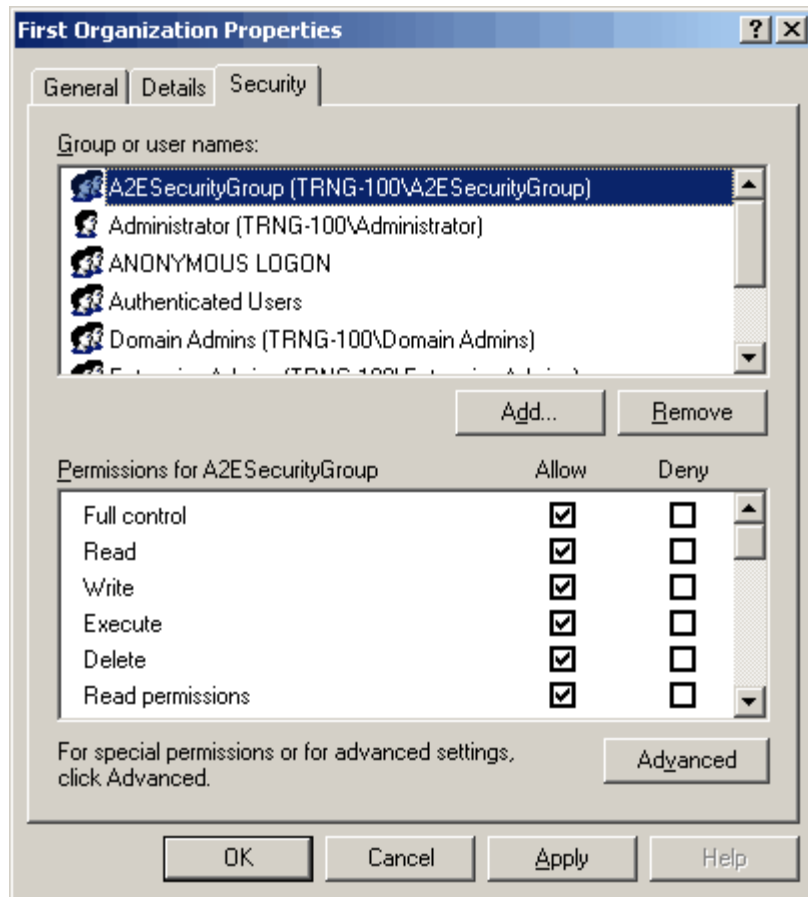 First Organization Properties
General Details Security
Group or user names:
A2ESecurityGroup (TRNG-100\A2ESecurityGroup)
Administrator (TRNG-100\Administrator)
ANONYMOUS LOGON
Authenticated Users
Domain Admins (TRNG-100\Domain Admins)
Add... Remove
Permissions for A2ESecurityGroup Allow Deny
Full control
Read
Write
Execute
Delete
Read permissions
For special permissions or for advanced settings,
click Advanced.
Advanced
OK Cancel Apply Help